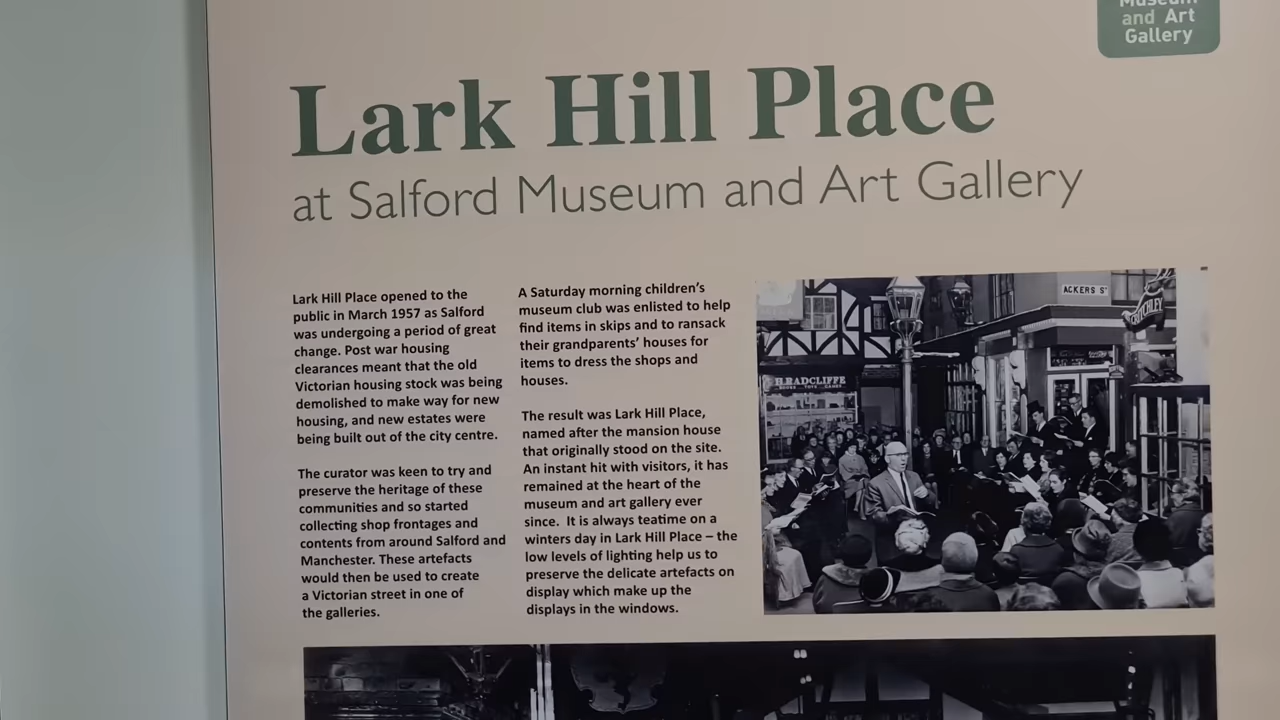 Museum
and Art
Gallery
Lark Hill Place
at Salford Museum and Art Gallery
Lark Hill Place opened to the
public in March 1957 as Salford
was undergoing a period of great
change. Post war housing
clearances meant that the old
Victorian housing stock was being
demolished to make way for new
housing, and new estates were
being built out of the city centre.
The curator was keen to try and
preserve the heritage of these
communities and so started
collecting shop frontages and
contents from around Salford and
Manchester. These artefacts
would then be used to create
a Victorian street in one of
the galleries.
A Saturday morning children's
museum club was enlisted to help
find items in skips and to ransack
their grandparents' houses for
items to dress the shops and
houses.
The result was Lark Hill Place,
named after the mansion house
that originally stood on the site.
An instant hit with visitors, it has
remained at the heart of the
museum and art gallery ever
since. It is always teatime on a
winters day in Lark Hill Place – the
low levels of lighting help us to
preserve the delicate artefacts on
display which make up the
displays in the windows.
ACKERS ST
CRITCHLEY
H.RADCLIFFE